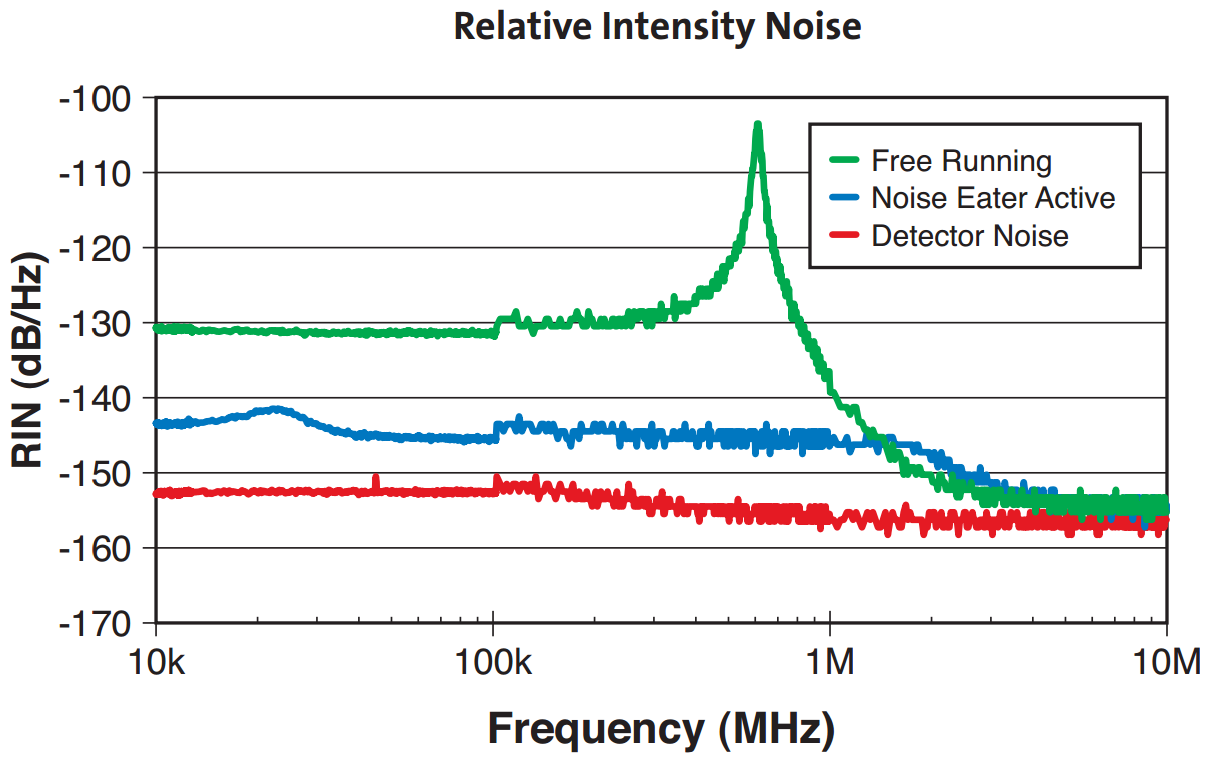 Relative Intensity Noise
-100
-110
-120
-130
-140
-150
-160
-170
RIN (dB/Hz)
Free Running
Noise Eater Active
Detector Noise
10k 100k 1M 10M
Frequency (MHz)